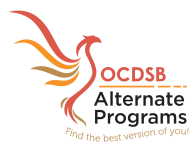 OCDSB
Alternate
Programs
Find the best version of you!